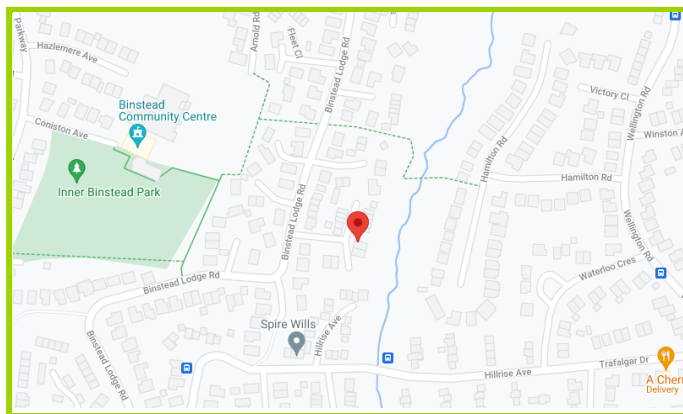 Parkway
Hazlemere Ave
Arnold Rd
Fleet Cl
Binstead Lodge Rd
Binstead
Community Centre
Coniston Ave
Inner Binstead Park
Victory Cl
Wellington Rd
Winston A
Hamilton Rd
Hamilton Rd
Binstead Lodge Rd
Wellington Rd
Waterloo Cres
Binstead Lodge Rd
Binstead
Lodge Rd
Spire Wills
Hillrise Ave
Hillrise Ave
Trafalgar Dr
A Chern
Delivery